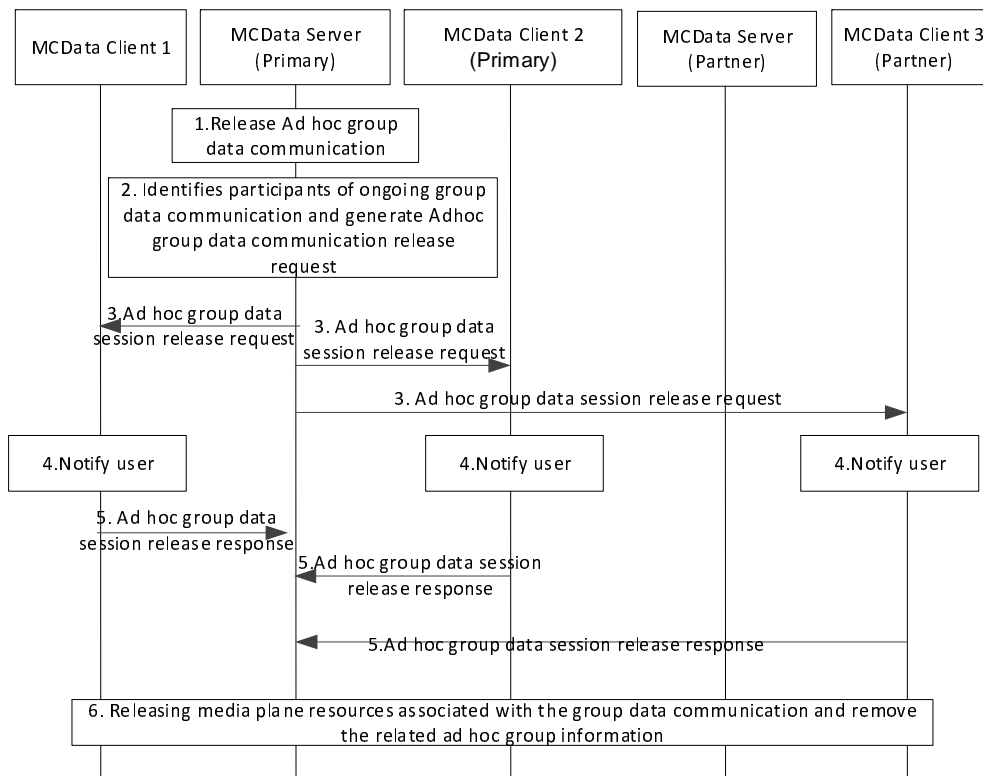 MCData Client 1
MCData Server
(Primary)
MCData Client 2
(Primary)
MCData Server
(Partner)
MCData Client 3
(Partner)
1.Release Ad hoc group
data communication
2. Identifies participants of ongoing group
data communication and generate Adhoc
group data communication release
request
3.Ad hoc group data
session release request
3. Ad hoc group data
session release request
3. Ad hoc group data session release request
4.Notify user
4.Notify user
4.Notify user
5. Ad hoc group data
session release response
5.Ad hoc group data session
release response
5.Ad hoc group data session release response
6. Releasing media plane resources associated with the group data communication and remove
the related ad hoc group information